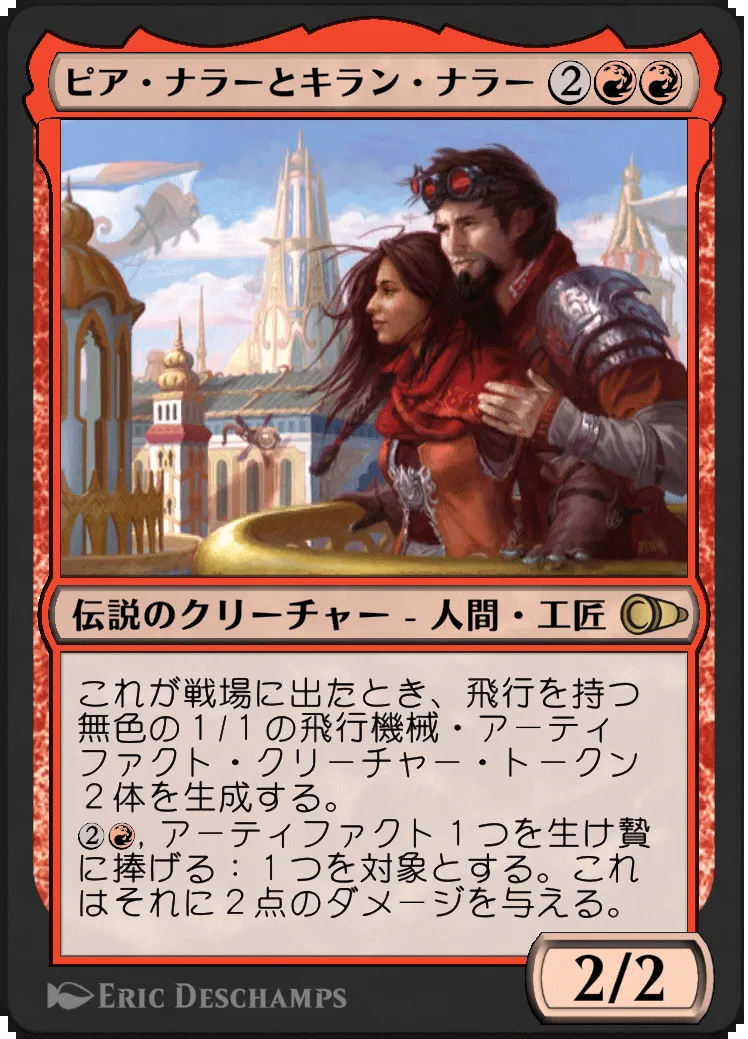 ピア・ナラーとキラン・ナラー 2
伝説のクリーチャー - 人間・工匠
これが戦場に出たとき、飛行を持つ
無色の1/1の飛行機械・アーティ
ファクト・クリーチャー・トークン
2体を生成する。
2, アーティファクト1つを生け贄
に捧げる：1つを対象とする。これ
はそれに2点のダメージを与える。
2/2
ERIC DESCHAMPS